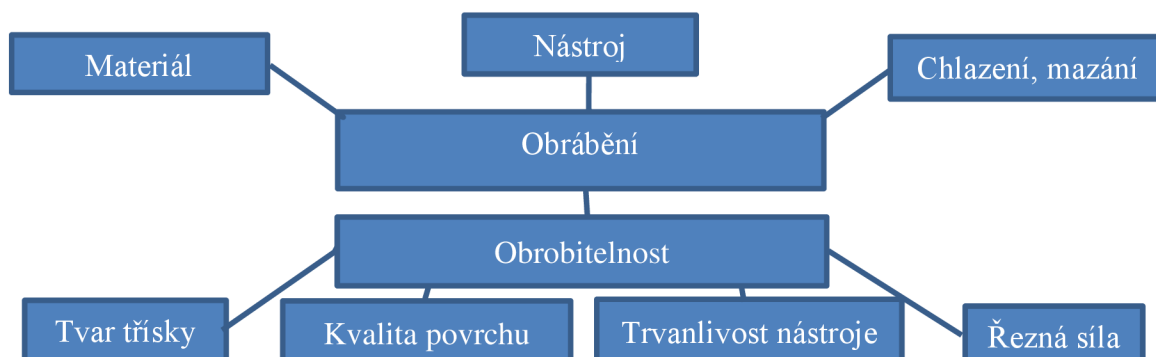 Materiál
Nástroj
Chlazení, mazání
Obrábění
Obrobitelnost
Tvar třísky
Kvalita povrchu
Trvanlivost nástroje
Řezná síla